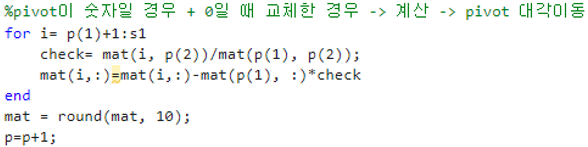 %pivot이 숫자일 경우 + 0일 때 교체한 경우 -> 계산 -> pivot 대각이동
for i= p(1)+1:s1
check= mat(i, p(2))/mat(p(1), p(2));
mat(i,:)=mat(i,:)-mat(p(1), :)*check
end
mat = round(mat, 10);
p=p+1;